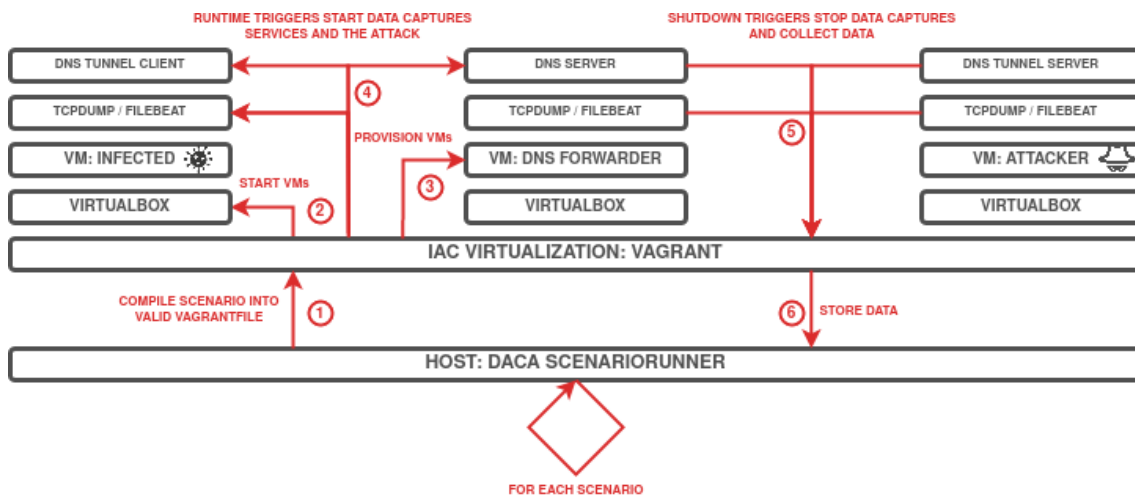 RUNTIME TRIGGERS START DATA CAPTURES
SERVICES AND THE ATTACK
SHUTDOWN TRIGGERS STOP DATA CAPTURES
AND COLLECT DATA
DNS TUNNEL CLIENT
DNS SERVER
DNS TUNNEL SERVER
4
TCPDUMP / FILEBEAT
TCPDUMP / FILEBEAT
TCPDUMP / FILEBEAT
5
PROVISION VMs
VM: INFECTED
VM: DNS FORWARDER
VM: ATTACKER
START VMs
3
VIRTUALBOX
2
VIRTUALBOX
VIRTUALBOX
IAC VIRTUALIZATION: VAGRANT
COMPILE SCENARIO INTO
VALID VAGRANTFILE
1
6
STORE DATA
HOST: DACA SCENARIORUNNER
FOR EACH SCENARIO